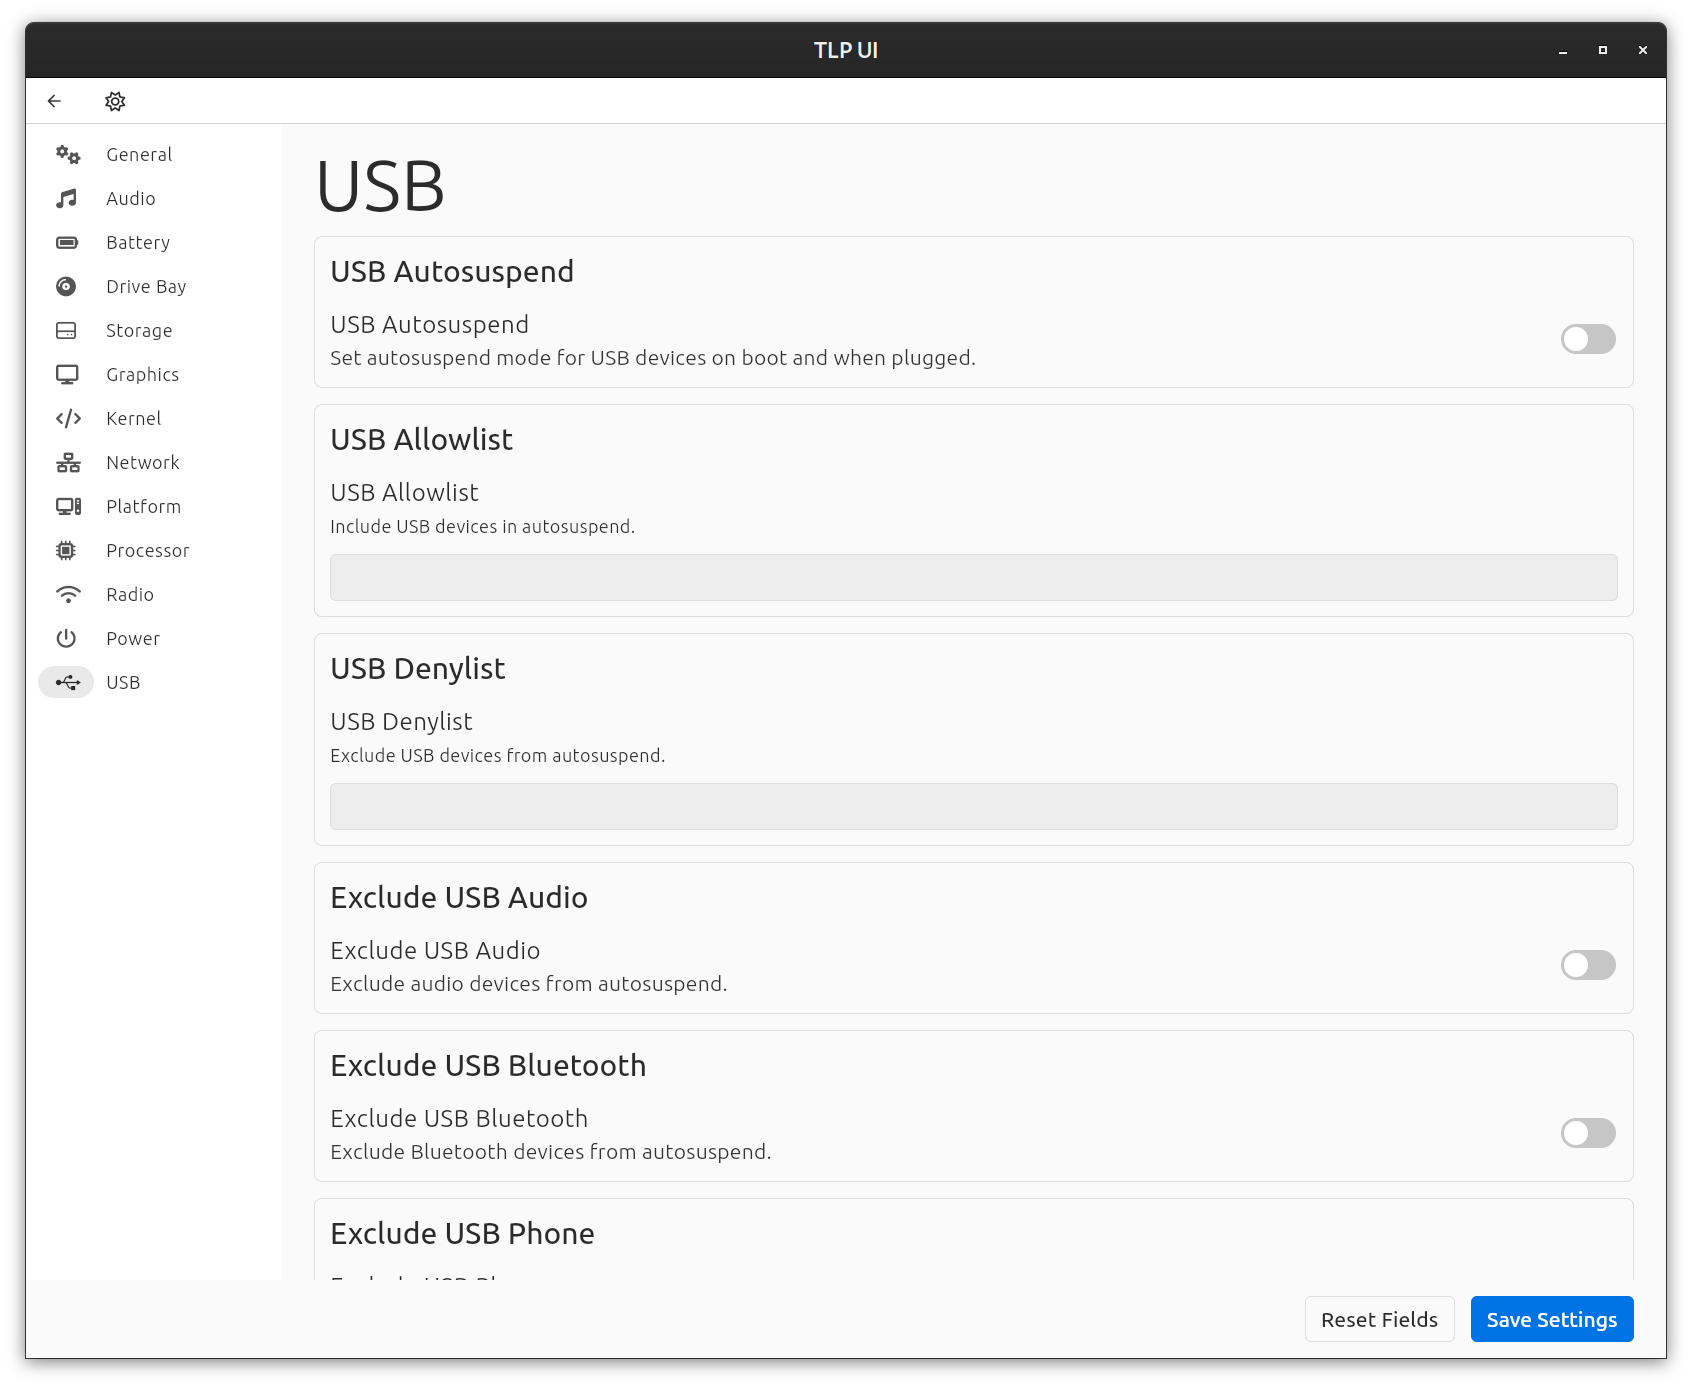 TLP UI
General
Audio
Battery
Drive Bay
Storage
Graphics
Kernel
Network
Platform
Processor
Radio
Power
USB
USB
USB Autosuspend
USB Autosuspend
Set autosuspend mode for USB devices on boot and when plugged.
USB Allowlist
USB Allowlist
Include USB devices in autosuspend.
USB Denylist
USB Denylist
Exclude USB devices from autosuspend.
Exclude USB Audio
Exclude USB Audio
Exclude audio devices from autosuspend.
Exclude USB Bluetooth
Exclude USB Bluetooth
Exclude Bluetooth devices from autosuspend.
Exclude USB Phone
Reset Fields
Save Settings